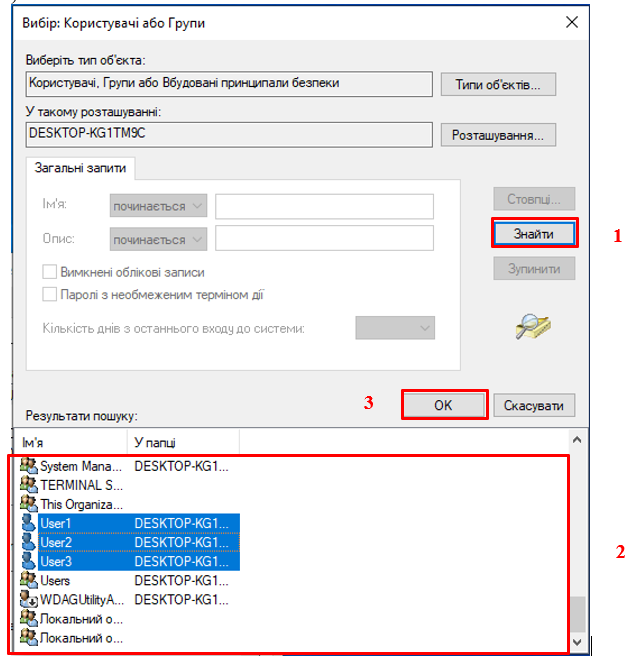 Вибір: Користувачі або Групи
Виберіть тип об'єкта:
Користувачі, Групи або Вбудовані принципали безпеки
Типи об'єктів...
У такому розташуванні:
DESKTOP-KG1TM9C
Розташування...
Загальні запити
Ім'я:
починається
Стовпці...
Опис:
починається
Знайти
1
Вимкнені облікові записи
Зупинити
Паролі з необмеженим терміном дії
Кількість днів з останнього входу до системи:
3
OK
Скасувати
Результати пошуку:
Ім'я У папці
System Mana... DESKTOP-KG1...
TERMINAL S...
This Organiza...
User1 DESKTOP-KG1...
User2 DESKTOP-KG1...
2
User3 DESKTOP-KG1...
Users DESKTOP-KG1...
WDAGUtilityA... DESKTOP-KG1...
Локальний о...
Локальний о...